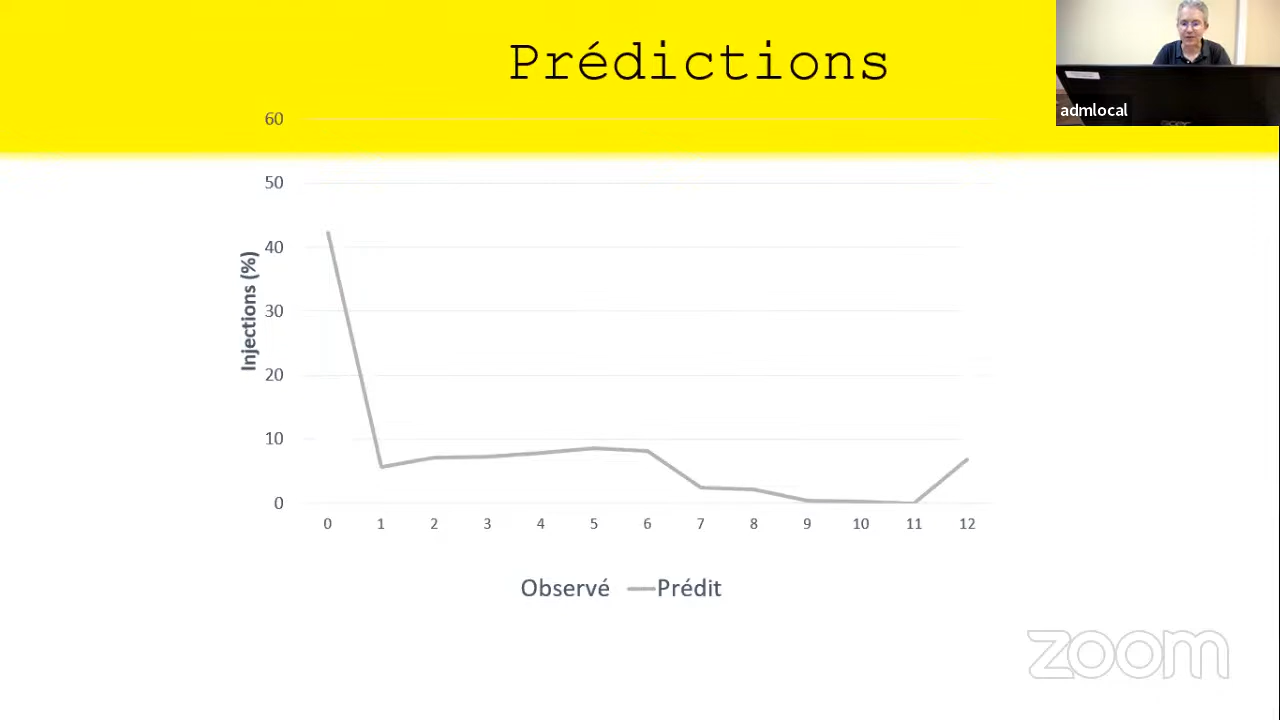 Prédictions
admlocal
60
50
40
30
20
10
0
Injections (%)
0 1 2 3 4 5 6 7 8 9 10 11 12
Observé Prédit
zoom